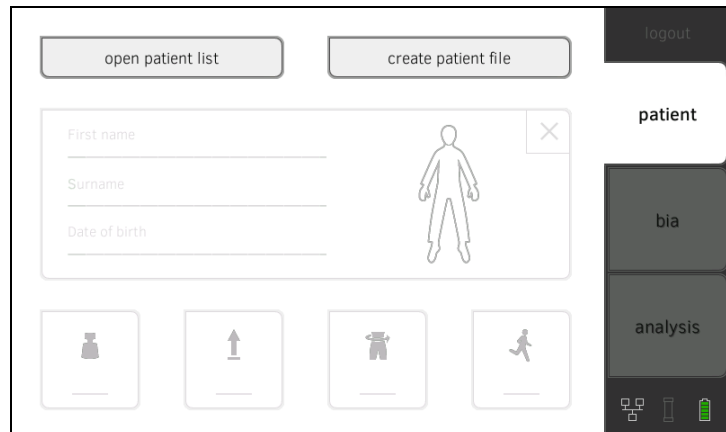 open patient list
create patient file
logout
First name
patient
Surname
Date of birth
bia
analysis